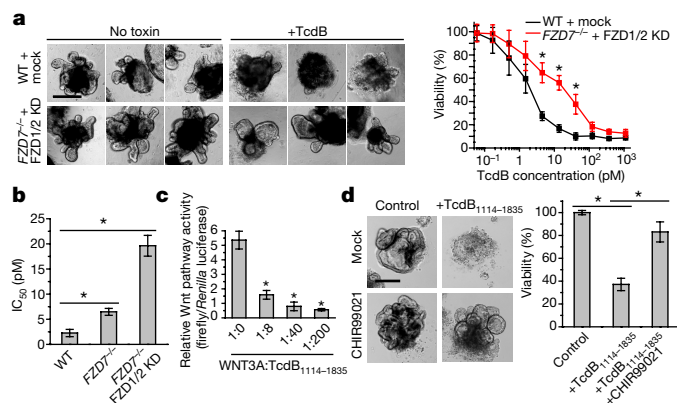 a
No toxin
+TcdB
WT +
mock
FZD7–/– +
FZD1/2 KD
WT + mock
FZD7–/– + FZD1/2 KD
Viability (%)
100
80
60
40
20
0
* * *
10–1 1 10 10² 10³
TcdB concentration (pM)
b
IC50 (pM)
25
20
15
10
5
0
*
*
WT
FZD7–/–
FZD7–/–
FZD1/2 KD
c
Relative Wnt pathway activity
(firefly/Renilla luciferase)
6
5
4
3
2
1
0
* * *
1:0 1:8 1:40 1:200
WNT3A:TcdB1114–1835
d
Control
+TcdB1114–1835
Mock
CHIR99021
Viability (%)
100
80
60
40
20
0
* *
Control
+TcdB1114–1835
+TcdB1114–1835
+CHIR99021